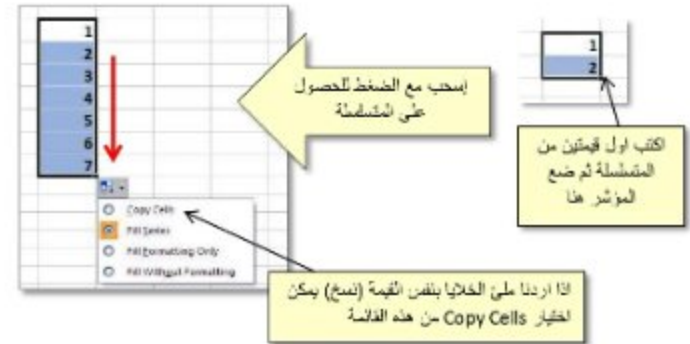 1
2
3
4
5
6
7
إسحب مع الضغط للحصول
على المتسلسلة
1
2
اكتب اول قيمتين من
المتسلسلة ثم ضع
المؤشر هنا
Copy Cells
Fill Series
Fill Formatting Only
Fill Without Formatting
اذا اردنا ملئ الخلايا بنفس القيمة (نسخ) يمكن
اختيار Copy Cells من هذه القائمة